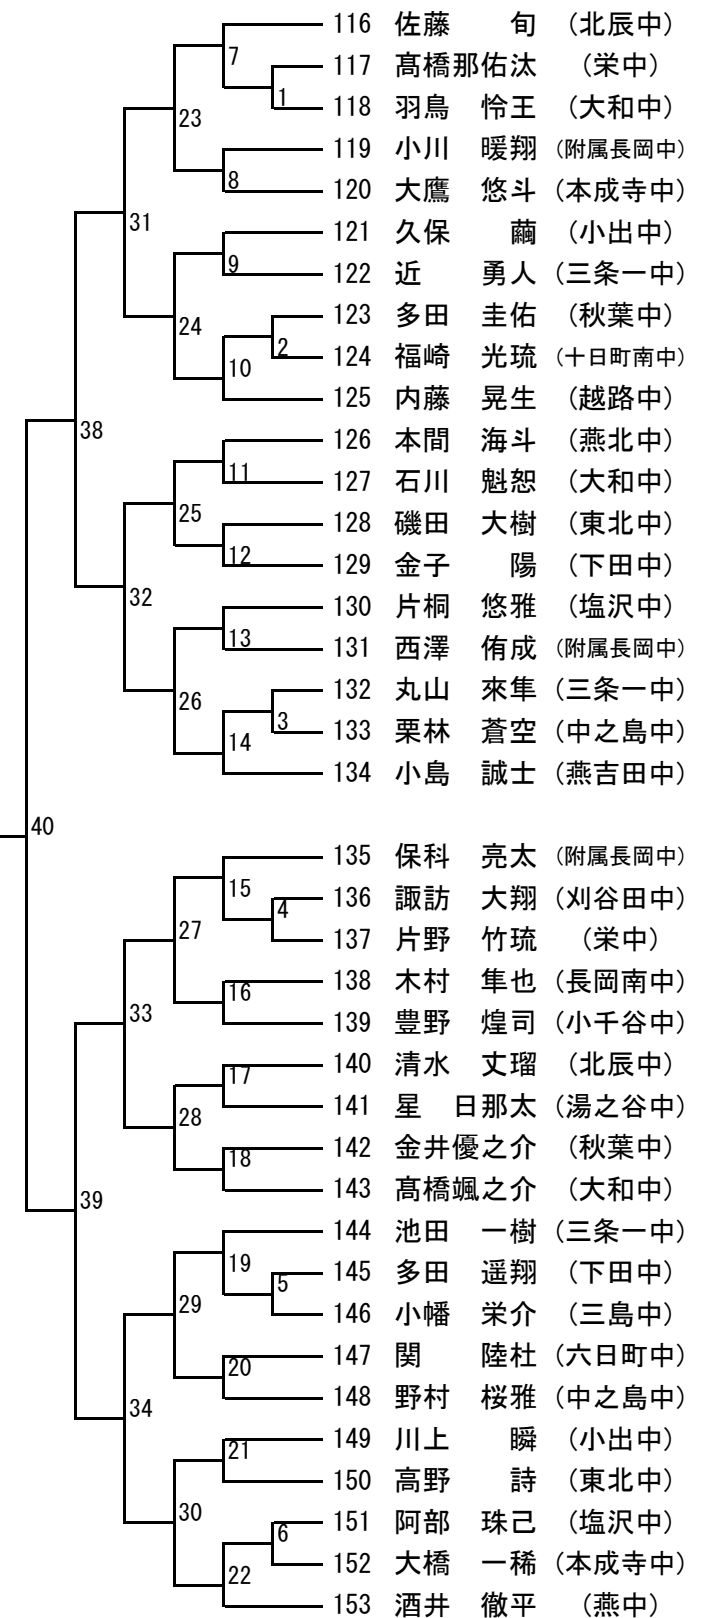 116 佐藤 旬 (北辰中)
7
117 髙橋那佑汰 (栄中)
1
118 羽鳥 怜王 (大和中)
23
119 小川 暖翔 (附属長岡中)
8
120 大鷹 悠斗 (本成寺中)
31
121 久保 繭 (小出中)
9
122 近 勇人 (三条一中)
123 多田 圭佑 (秋葉中)
24
2
124 福崎 光琉 (十日町南中)
10
125 内藤 晃生 (越路中)
38
126 本間 海斗 (燕北中)
11
127 石川 魁恕 (大和中)
25
128 磯田 大樹 (東北中)
12
129 金子 陽 (下田中)
32
130 片桐 悠雅 (塩沢中)
13
131 西澤 侑成 (附属長岡中)
26
132 丸山 來隼 (三条一中)
3
133 栗林 蒼空 (中之島中)
14
134 小島 誠士 (燕吉田中)
40
135 保科 亮太 (附属長岡中)
15
136 諏訪 大翔 (刈谷田中)
4
27
137 片野 竹琉 (栄中)
138 木村 隼也 (長岡南中)
16
33
139 豊野 煌司 (小千谷中)
140 清水 丈瑠 (北辰中)
17
141 星 日那太 (湯之谷中)
28
142 金井優之介 (秋葉中)
18
143 髙橋颯之介 (大和中)
39
144 池田 一樹 (三条一中)
19
145 多田 遥翔 (下田中)
5
29
146 小幡 栄介 (三島中)
147 関 陸杜 (六日町中)
20
148 野村 桜雅 (中之島中)
34
149 川上 瞬 (小出中)
21
150 高野 詩 (東北中)
30
151 阿部 珠己 (塩沢中)
6
152 大橋 一稀 (本成寺中)
22
153 酒井 徹平 (燕中)